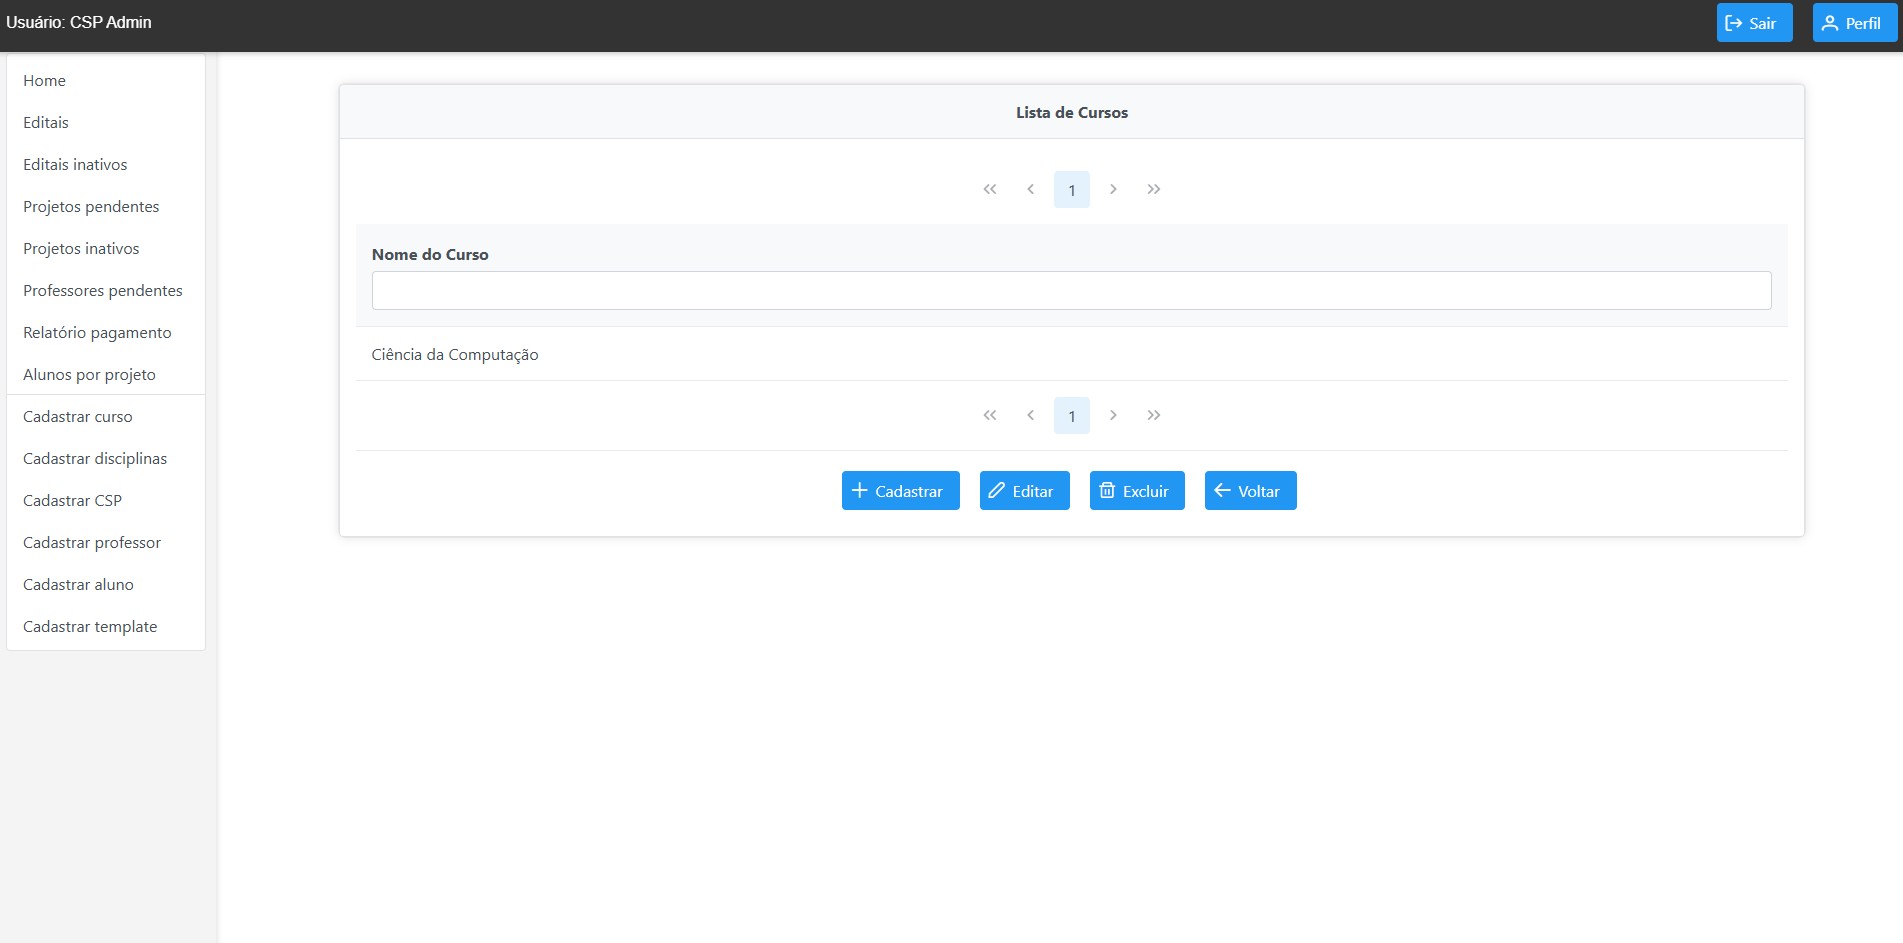 Usuário: CSP Admin
Sair
Perfil
Home
Editais
Editais inativos
Projetos pendentes
Projetos inativos
Professores pendentes
Relatório pagamento
Alunos por projeto
Cadastrar curso
Cadastrar disciplinas
Cadastrar CSP
Cadastrar professor
Cadastrar aluno
Cadastrar template
Lista de Cursos
1
Nome do Curso
Ciência da Computação
1
Cadastrar
Editar
Excluir
Voltar